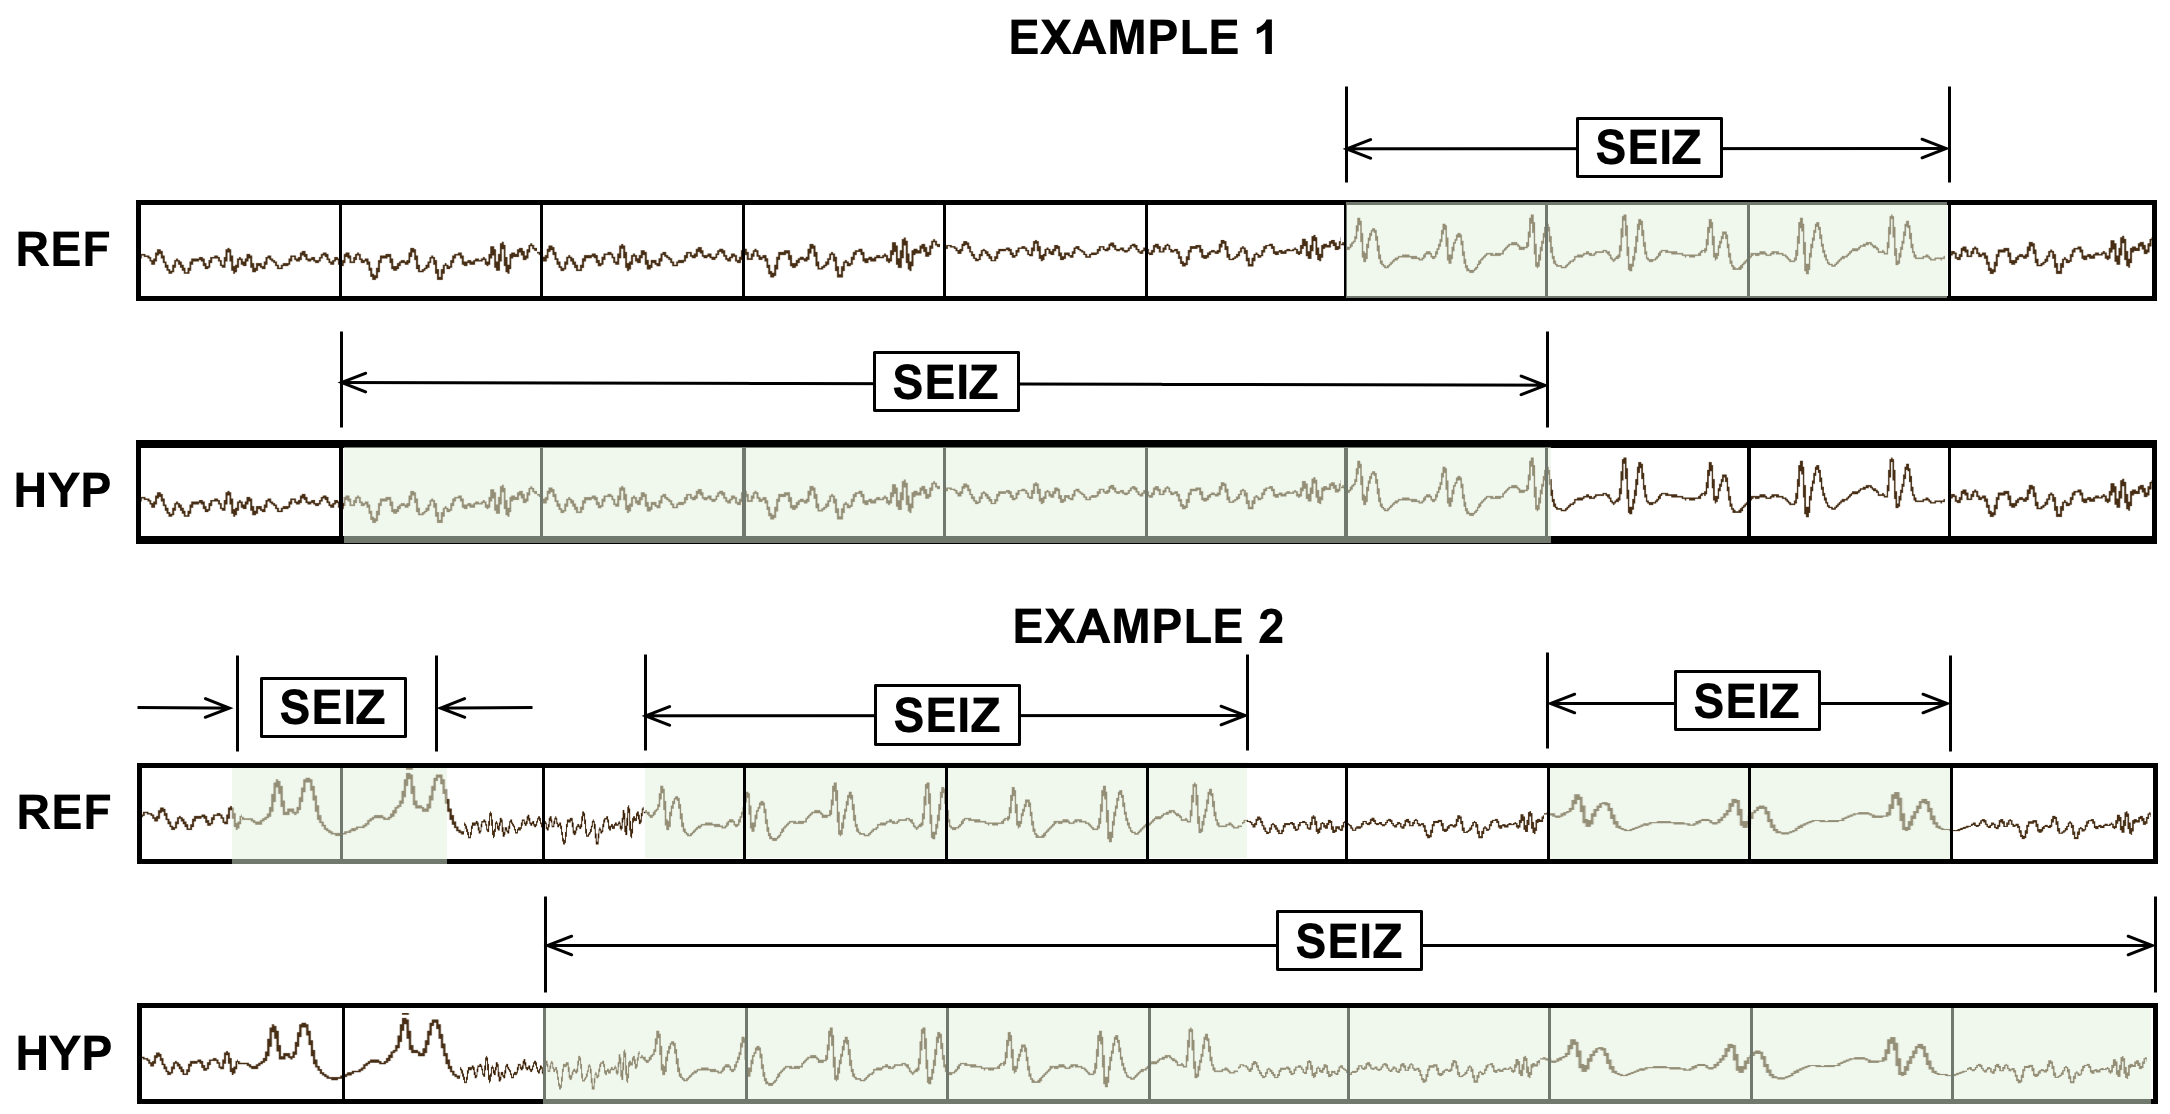 EXAMPLE 1
SEIZ
REF
SEIZ
HYP
EXAMPLE 2
SEIZ SEIZ SEIZ
REF
SEIZ
HYP